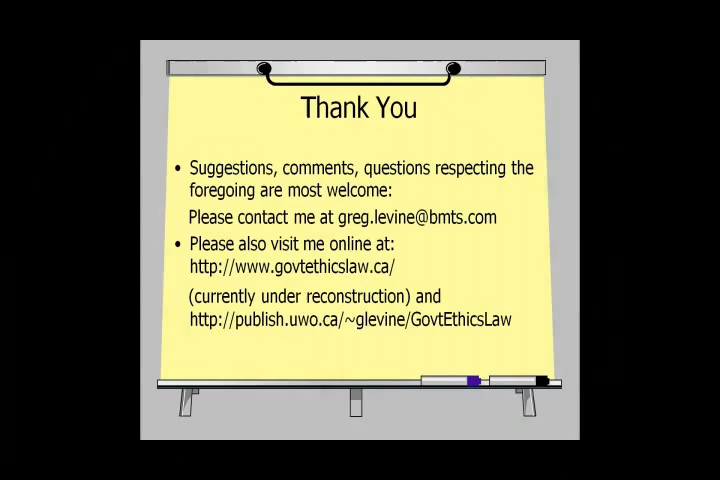 Thank You
• Suggestions, comments, questions respecting the
foregoing are most welcome:
Please contact me at greg.levine@bmts.com
• Please also visit me online at:
http://www.govtethicslaw.ca/
(currently under reconstruction) and
http://publish.uwo.ca/~glevine/GovtEthicsLaw